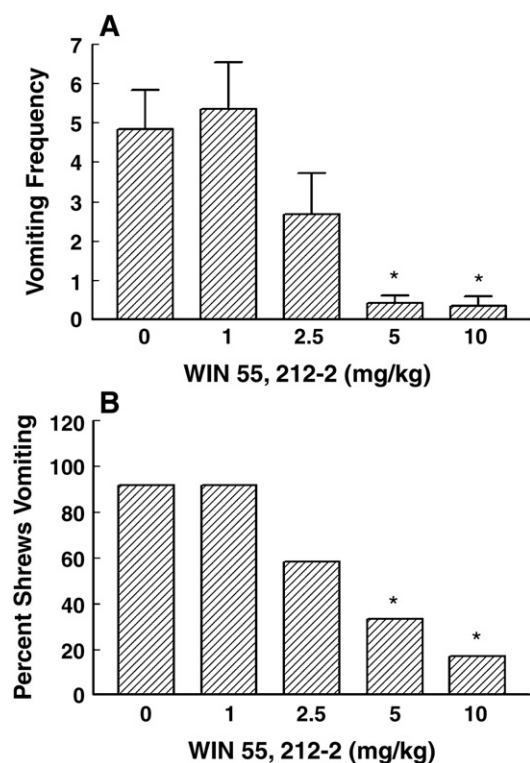 A
Vomiting Frequency
7
6
5
4
3
2
1
0
* *
0 1 2.5 5 10
WIN 55, 212-2 (mg/kg)
B
Percent Shrews Vomiting
120
100
80
60
40
20
0
*
*
0 1 2.5 5 10
WIN 55, 212-2 (mg/kg)